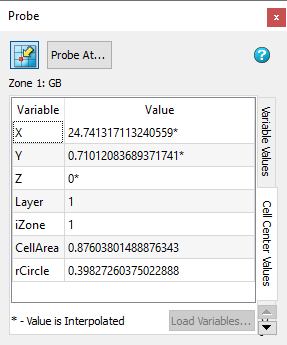 Probe
x
Probe At...
?
Zone 1: GB
Variable Value
X 24.741317113240559*
Y 0.71012083689371741*
Z 0*
Layer 1
iZone 1
CellArea 0.87603801488876343
rCircle 0.39827260375022888
Variable Values
Cell Center Values
* - Value is Interpolated
Load Variables...